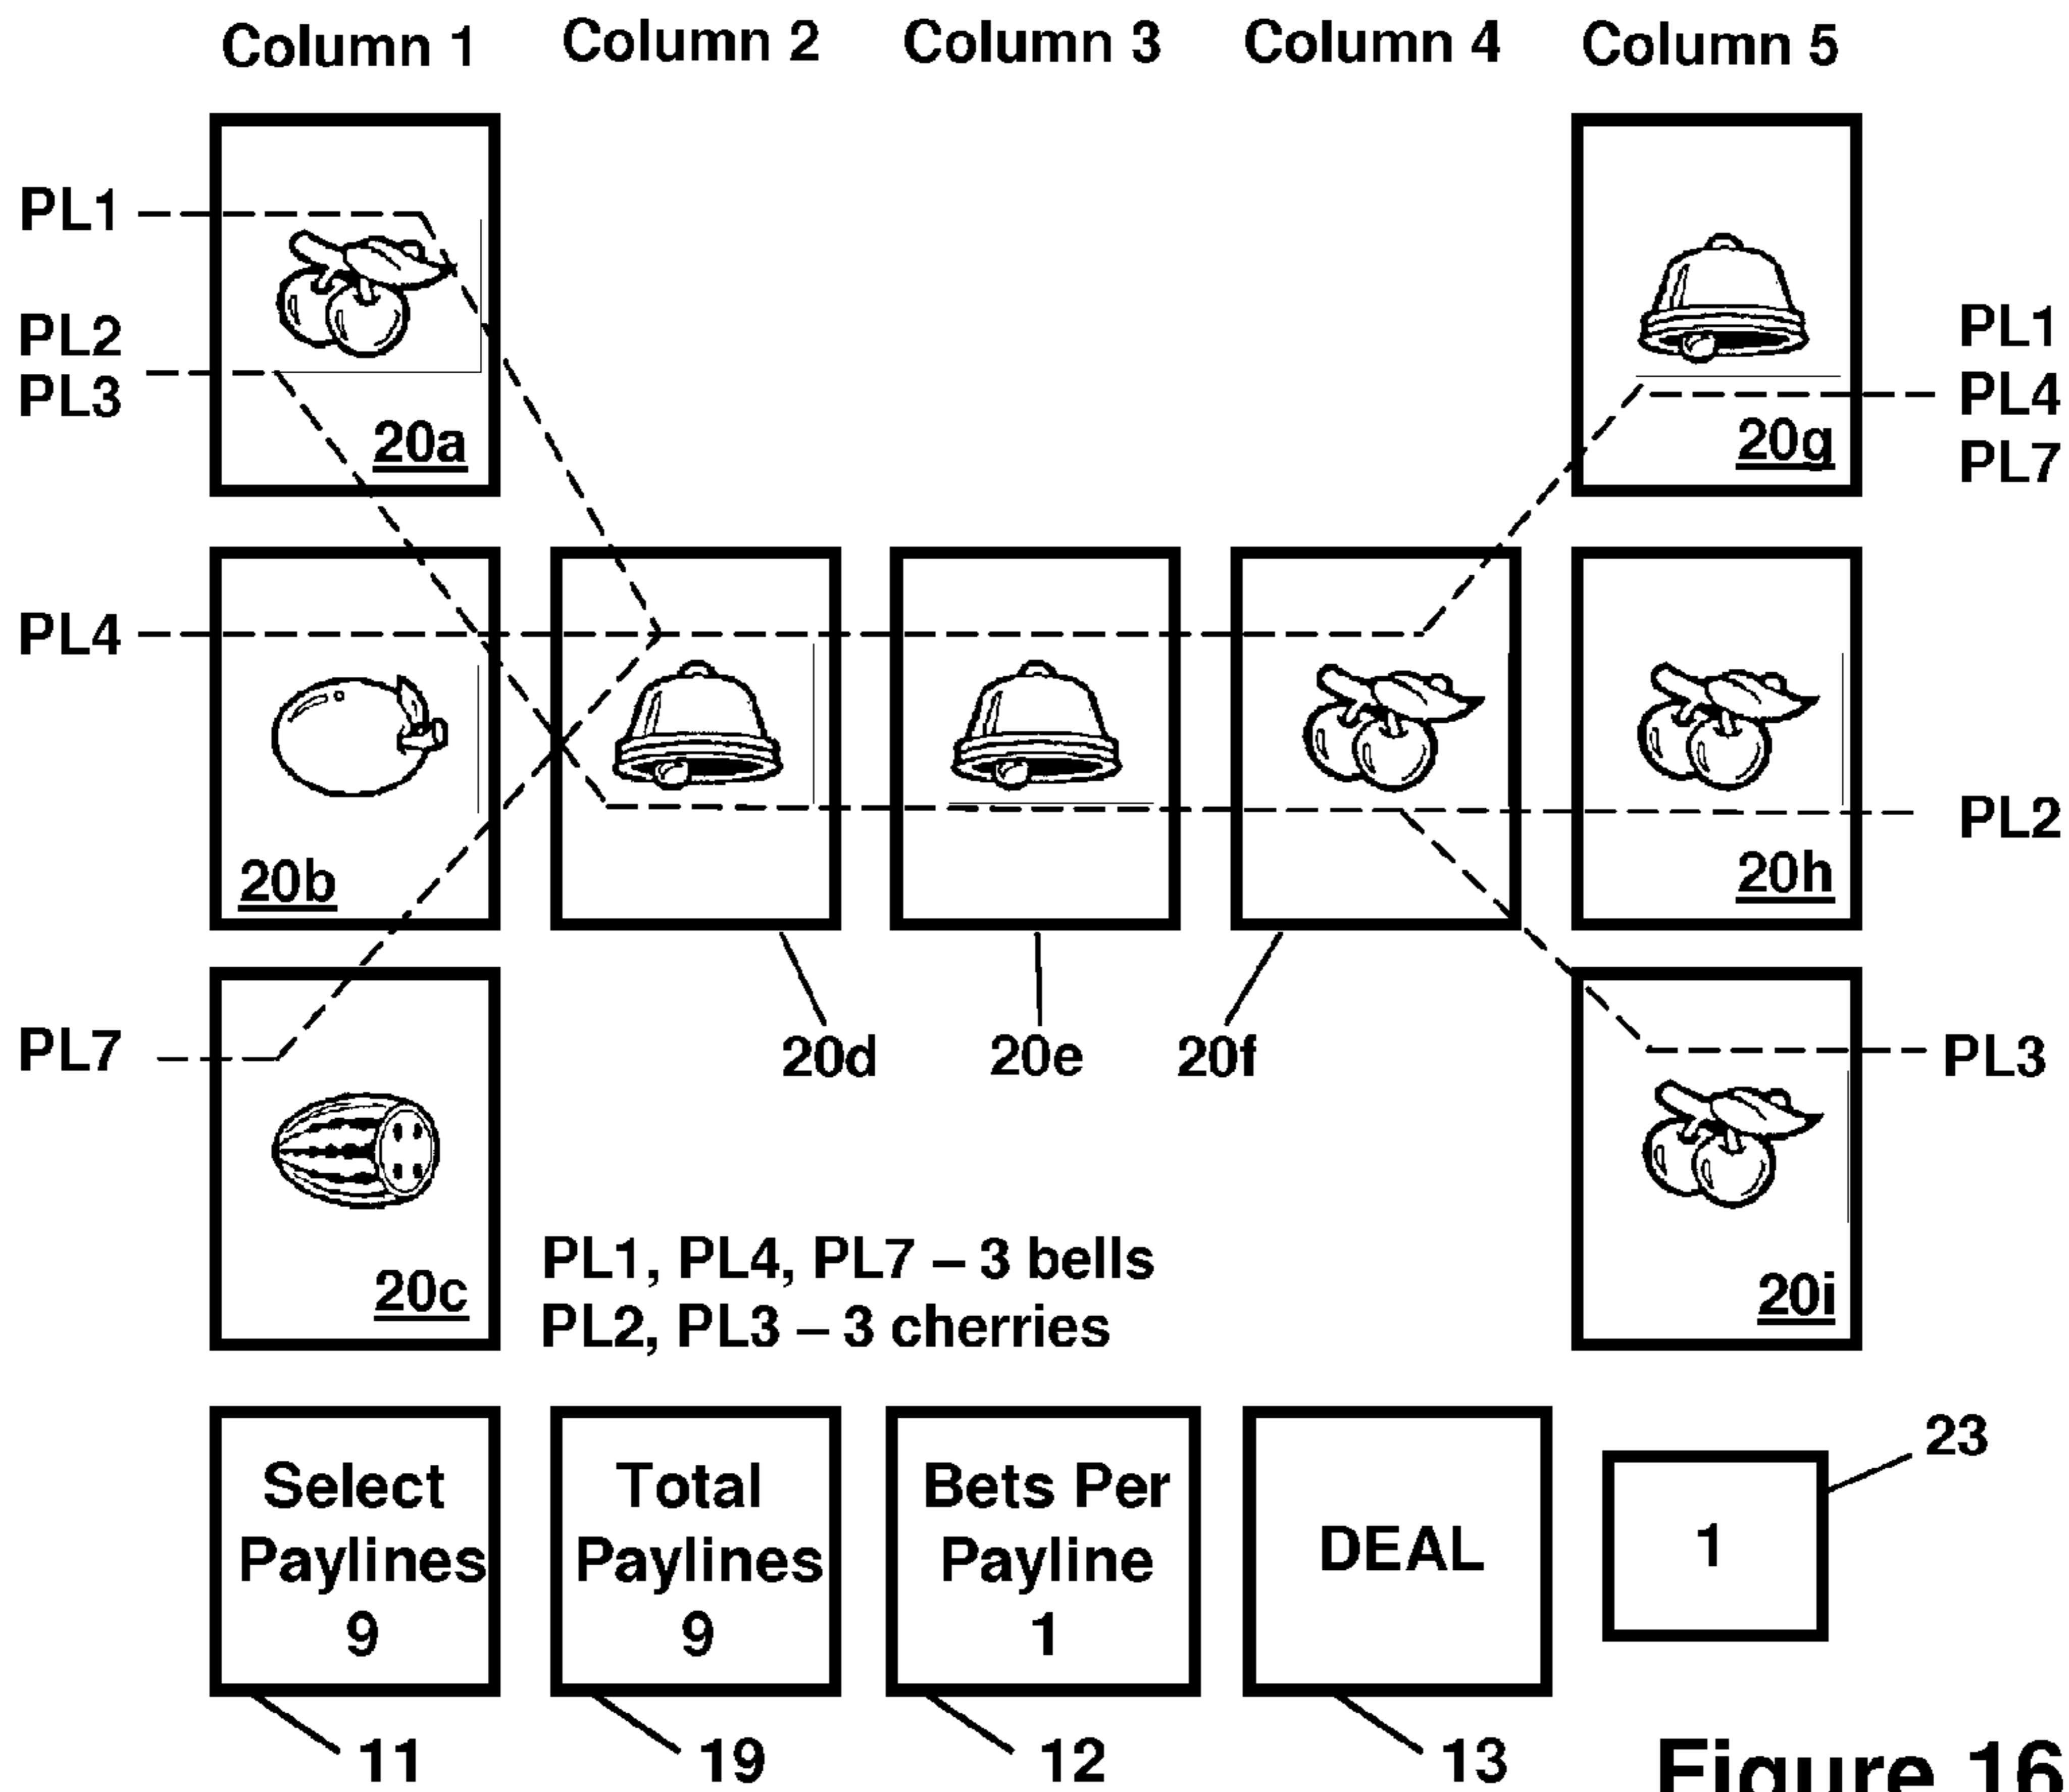 Column 1 Column 2 Column 3 Column 4 Column 5
PL1
PL2
PL3
20a
20g
PL1
PL4
PL7
PL4
20b
20h
PL2
PL7
20d
20e
20f
PL3
20c
20i
PL1, PL4, PL7 – 3 bells
PL2, PL3 – 3 cherries
Select
Paylines
9
Total
Paylines
9
Bets Per
Payline
1
DEAL
1
23
11
19
12
13
Figure 16